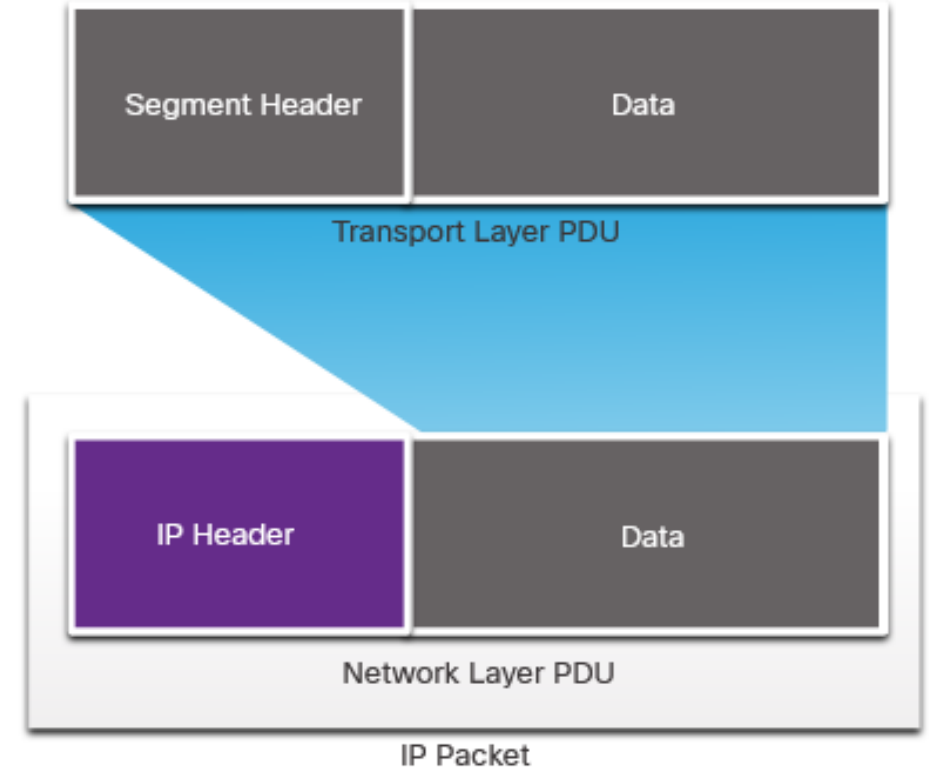 Segment Header
Data
Transport Layer PDU
IP Header
Data
Network Layer PDU
IP Packet